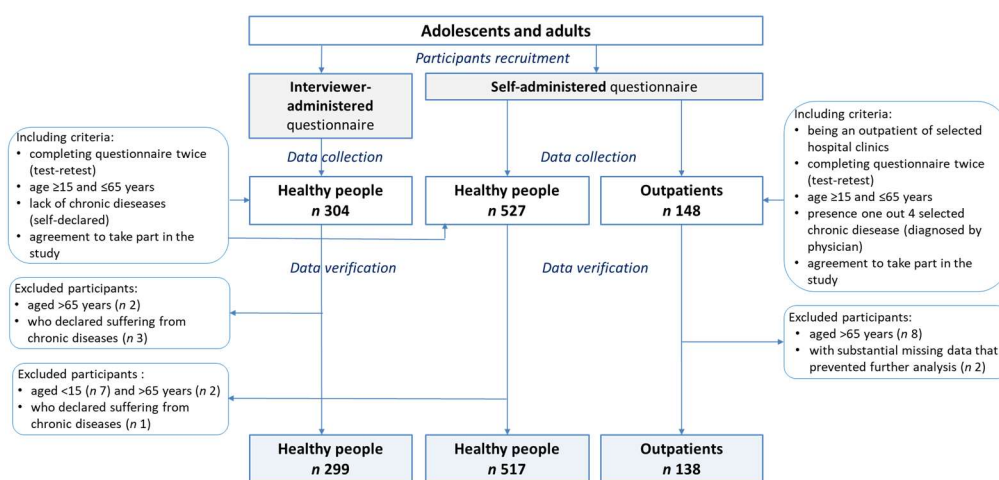 Adolescents and adults
Participants recruitment
Interviewer-
administered
questionnaire
Self-administered questionnaire
Including criteria:
• completing questionnaire twice
(test-retest)
• age ≥15 and ≤65 years
• lack of chronic dieseases
(self-declared)
• agreement to take part in the
study
Including criteria:
• being an outpatient of selected
hospital clinics
• completing questionnaire twice
(test-retest)
• age ≥15 and ≤65 years
• presence one out 4 selected
chronic disease (diagnosed by
physician)
• agreement to take part in the
study
Data collection
Data collection
Healthy people
n 304
Healthy people
n 527
Outpatients
n 148
Data verification
Data verification
Excluded participants:
• aged >65 years (n 2)
• who declared suffering from
chronic diseases (n 3)
Excluded participants:
• aged >65 years (n 8)
• with substantial missing data that
prevented further analysis (n 2)
Excluded participants :
• aged <15 (n 7) and >65 years (n 2)
• who declared suffering from
chronic diseases (n 1)
Healthy people
n 299
Healthy people
n 517
Outpatients
n 138